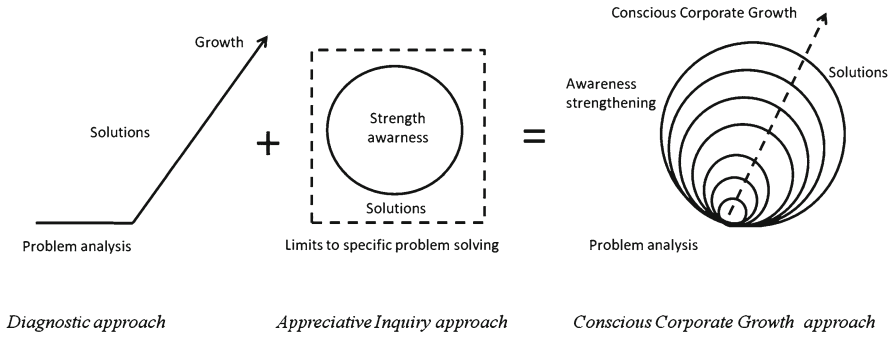 Growth
Solutions
Problem analysis
Diagnostic approach
+
Strength
awarness
Solutions
Limits to specific problem solving
Appreciative Inquiry approach
=
Conscious Corporate Growth
Solutions
Awareness
strengthening
Problem analysis
Conscious Corporate Growth approach